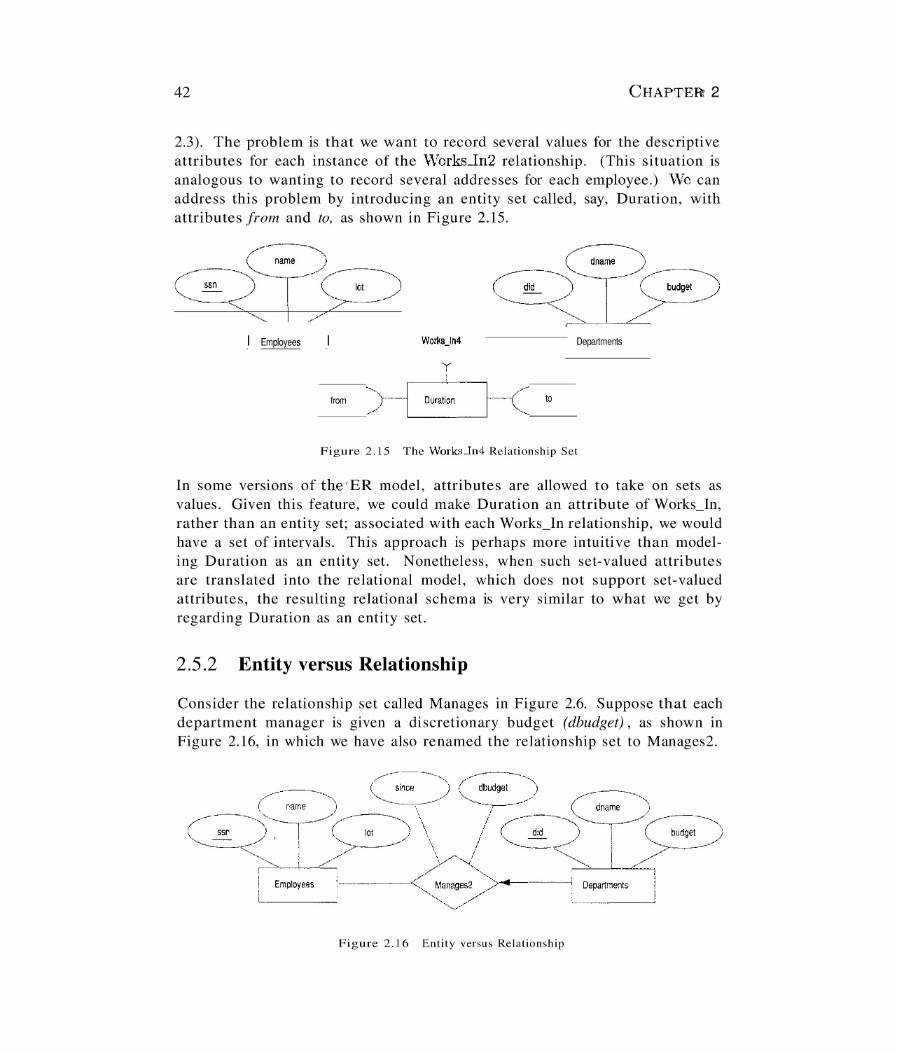 42 CHAPTER 2
2.3). The problem is that we want to record several values for the descriptive
attributes for each instance of the Works_In2 relationship. (This situation is
analogous to wanting to record several addresses for each employee.) We can
address this problem by introducing an entity set called, say, Duration, with
attributes from and to, as shown in Figure 2.15.
name dname
ssn lot did budget
Employees Works_In4 Departments
from Duration to
Figure 2.15 The Works_In4 Relationship Set
In some versions of the ER model, attributes are allowed to take on sets as
values. Given this feature, we could make Duration an attribute of Works_In,
rather than an entity set; associated with each Works_In relationship, we would
have a set of intervals. This approach is perhaps more intuitive than model-
ing Duration as an entity set. Nonetheless, when such set-valued attributes
are translated into the relational model, which does not support set-valued
attributes, the resulting relational schema is very similar to what we get by
regarding Duration as an entity set.
2.5.2 Entity versus Relationship
Consider the relationship set called Manages in Figure 2.6. Suppose that each
department manager is given a discretionary budget (dbudget), as shown in
Figure 2.16, in which we have also renamed the relationship set to Manages2.
since dbudget
name dname
ssn lot did budget
Employees Manages2 Departments
Figure 2.16 Entity versus Relationship